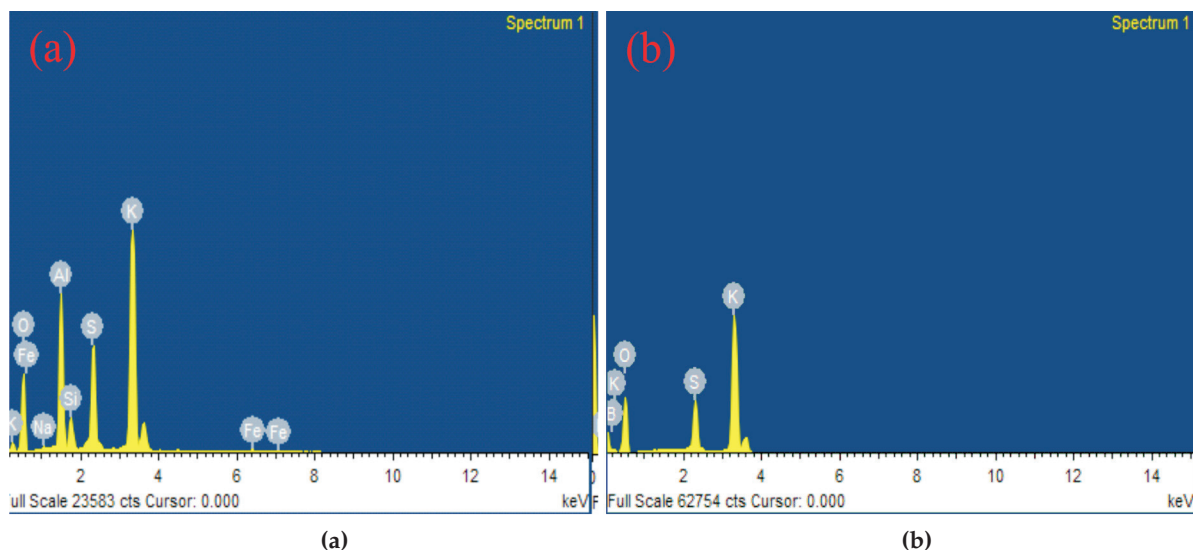 Spectrum 1
(a)
K
Al
O
S
Fe
Si
K
Na
Fe
Fe
2
4
6
8
10
12
14
ull Scale 23583 cts Cursor: 0.000
keV
Spectrum 1
(b)
K
O
K
S
B
2
4
6
8
10
12
14
Full Scale 62754 cts Cursor: 0.000
keV
(a)
(b)